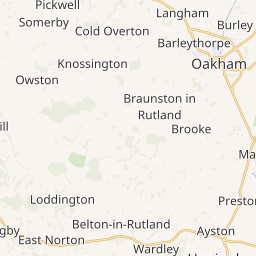 Pickwell
Langham
Burley
Somerby
Cold Overton
Barleythorpe
Knossington
Oakham
Owston
Braunston in
Rutland
Brooke
Loddington
Preston
Belton-in-Rutland
Ayston
East Norton
Wardley